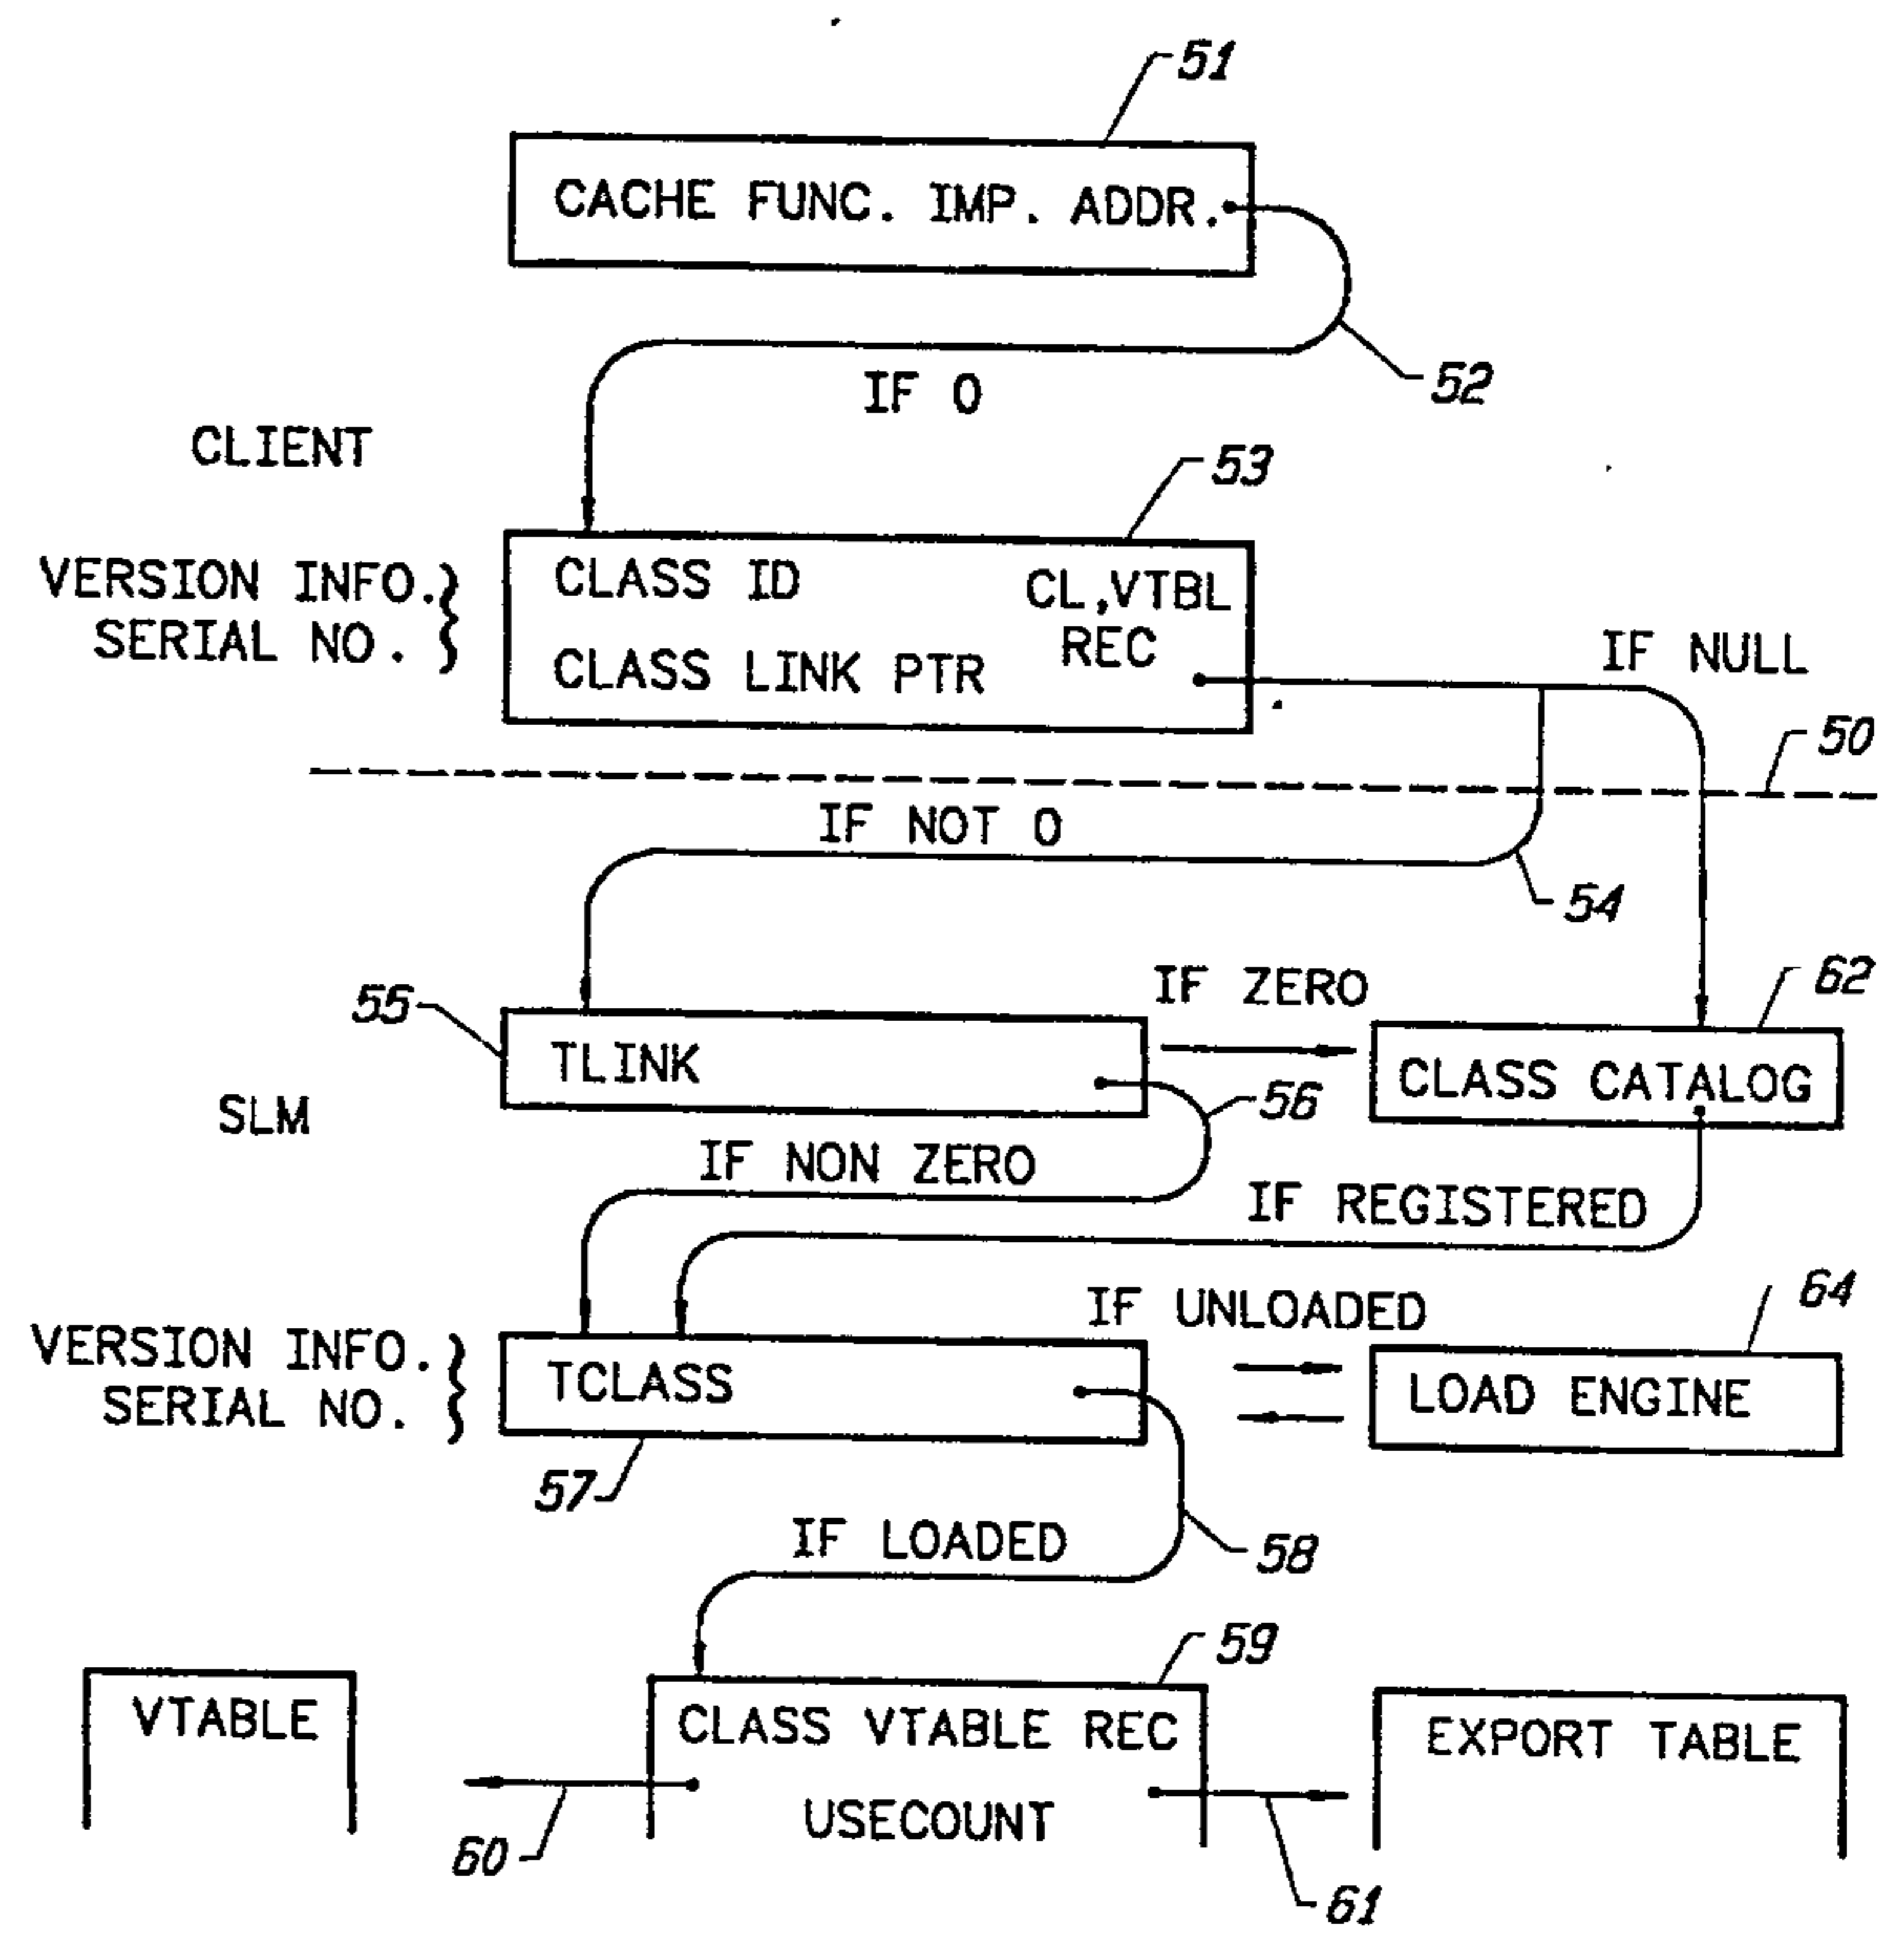 51
CACHE FUNC. IMP. ADDR.
52
IF 0
CLIENT
53
VERSION INFO.
SERIAL NO.
CLASS ID
CL,VTBL
REC
CLASS LINK PTR
IF NULL
50
IF NOT 0
54
55
TLINK
IF ZERO
62
CLASS CATALOG
56
SLM
IF NON ZERO
IF REGISTERED
IF UNLOADED
64
VERSION INFO.
SERIAL NO.
TCLASS
LOAD ENGINE
57
IF LOADED
58
59
VTABLE
CLASS VTABLE REC
EXPORT TABLE
USECOUNT
60
61